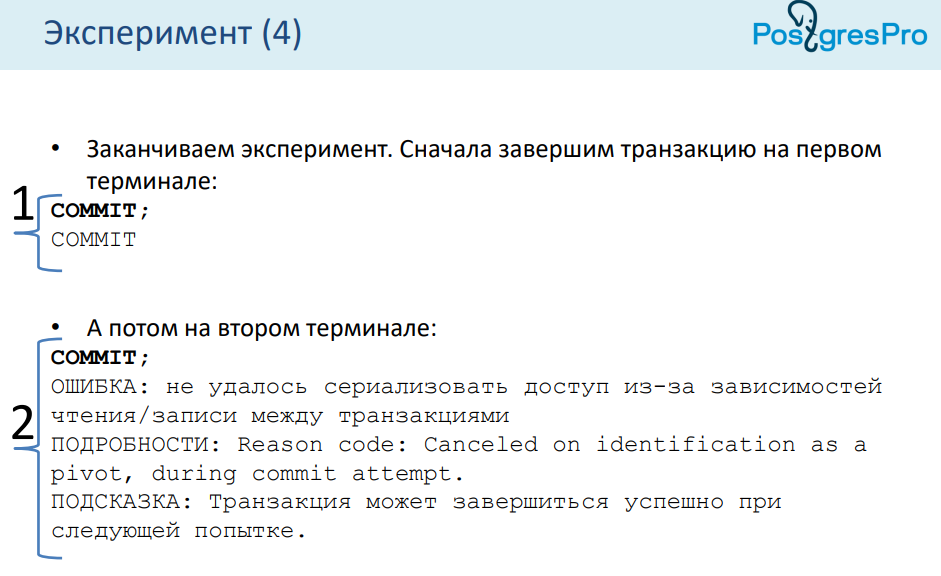 Эксперимент (4)
PostgresPro
• Заканчиваем эксперимент. Сначала завершим транзакцию на первом
терминале:
1
COMMIT;
COMMIT
• А потом на втором терминале:
COMMIT;
ОШИБКА: не удалось сериализовать доступ из-за зависимостей
чтения/записи между транзакциями
2
ПОДРОБНОСТИ: Reason code: Canceled on identification as a
pivot, during commit attempt.
ПОДСКАЗКА: Транзакция может завершиться успешно при
следующей попытке.